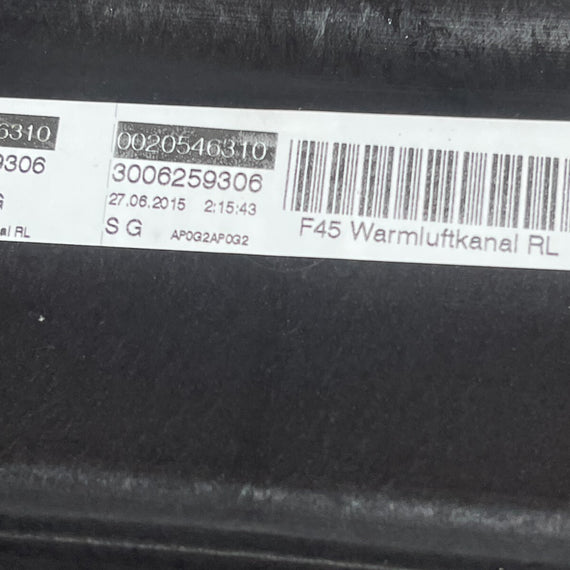 6310
9306
al RL
0020546310
3006259306
27.06.2015 2:15:43
S G AP0G2AP0G2
F45 Warmluftkanal RL